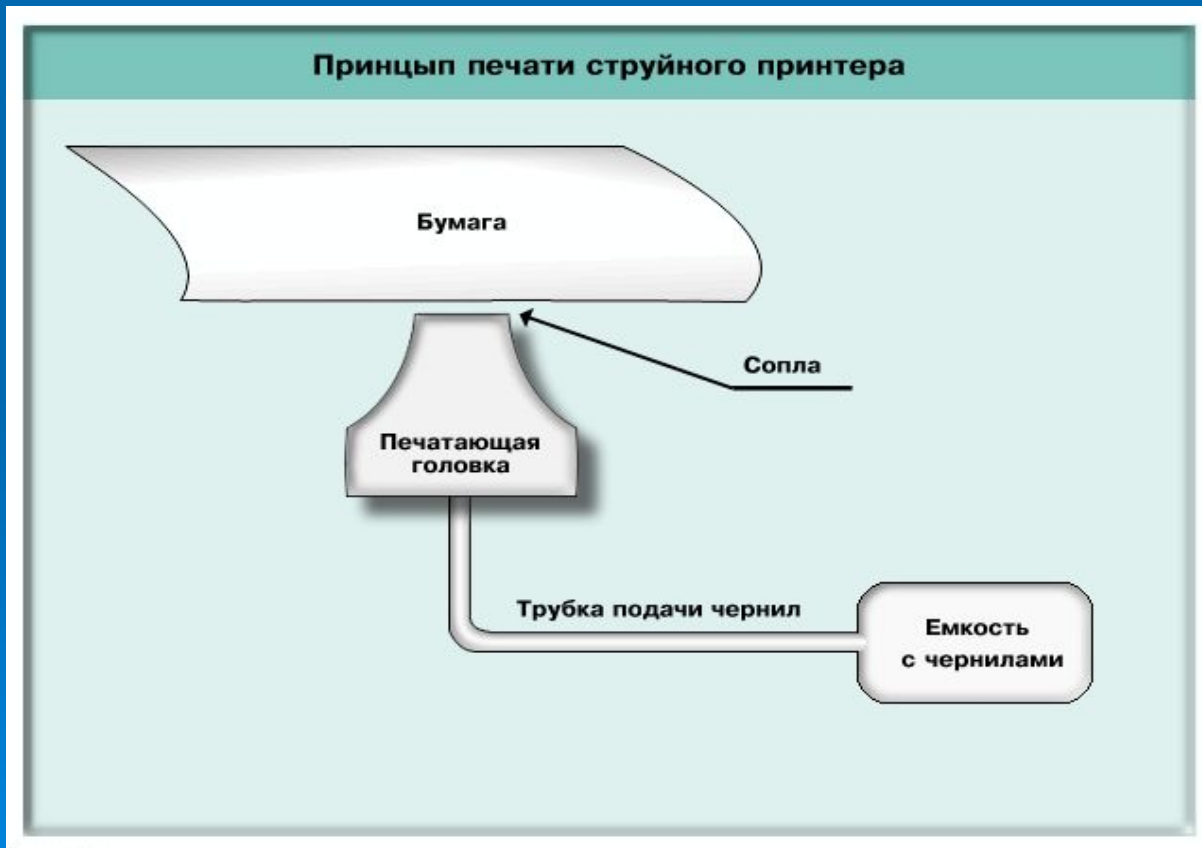 Принцып печати струйного принтера
Бумага
Сопла
Печатающая
головка
Трубка подачи чернил
Емкость
с чернилами